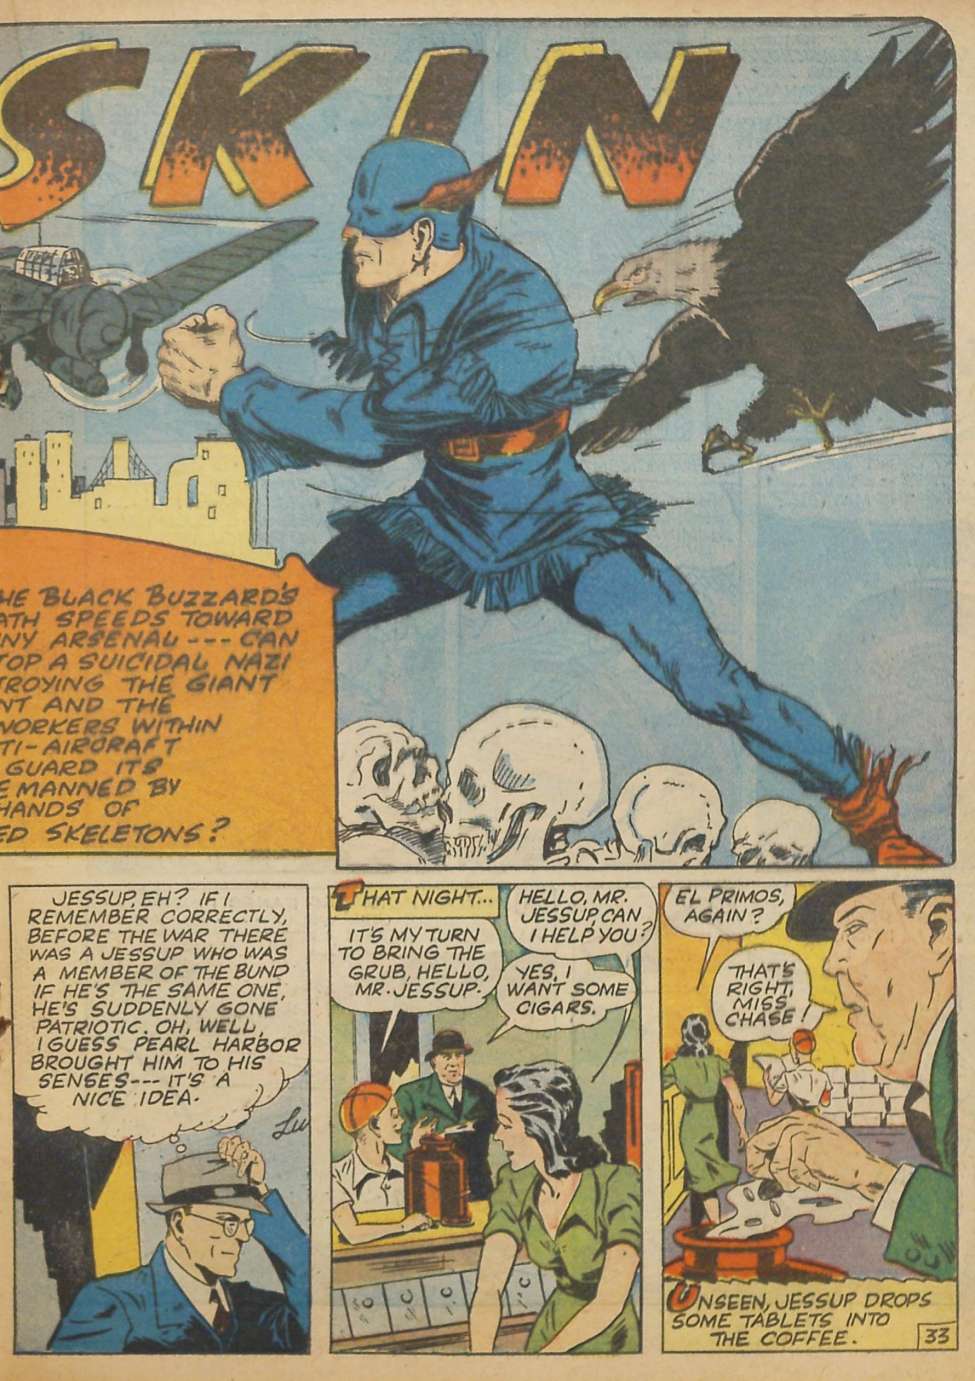 SKIN
HE BLACK BUZZARD'S
ATH SPEEDS TOWARD
NY ARSENAL --- CAN
TOP A SUICIDAL NAZI
TROYING THE GIANT
NT AND THE
WORKERS WITHIN
TI-AIRCRAFT
GUARD ITS
E MANNED BY
HANDS OF
ED SKELETONS?
JESSUP, EH? IF I
REMEMBER CORRECTLY,
BEFORE THE WAR THERE
WAS A JESSUP WHO WAS
A MEMBER OF THE BUND
IF HE'S THE SAME ONE,
HE'S SUDDENLY GONE
PATRIOTIC. OH, WELL,
I GUESS PEARL HARBOR
BROUGHT HIM TO HIS
SENSES--- IT'S A
NICE IDEA.
Lu
THAT NIGHT...
IT'S MY TURN
TO BRING THE
GRUB, HELLO,
MR. JESSUP.
HELLO, MR.
JESSUP, CAN
I HELP YOU?
YES, I
WANT SOME
CIGARS.
EL PRIMOS,
AGAIN?
THAT'S
RIGHT,
MISS
CHASE!
UNSEEN, JESSUP DROPS
SOME TABLETS INTO
THE COFFEE.
33